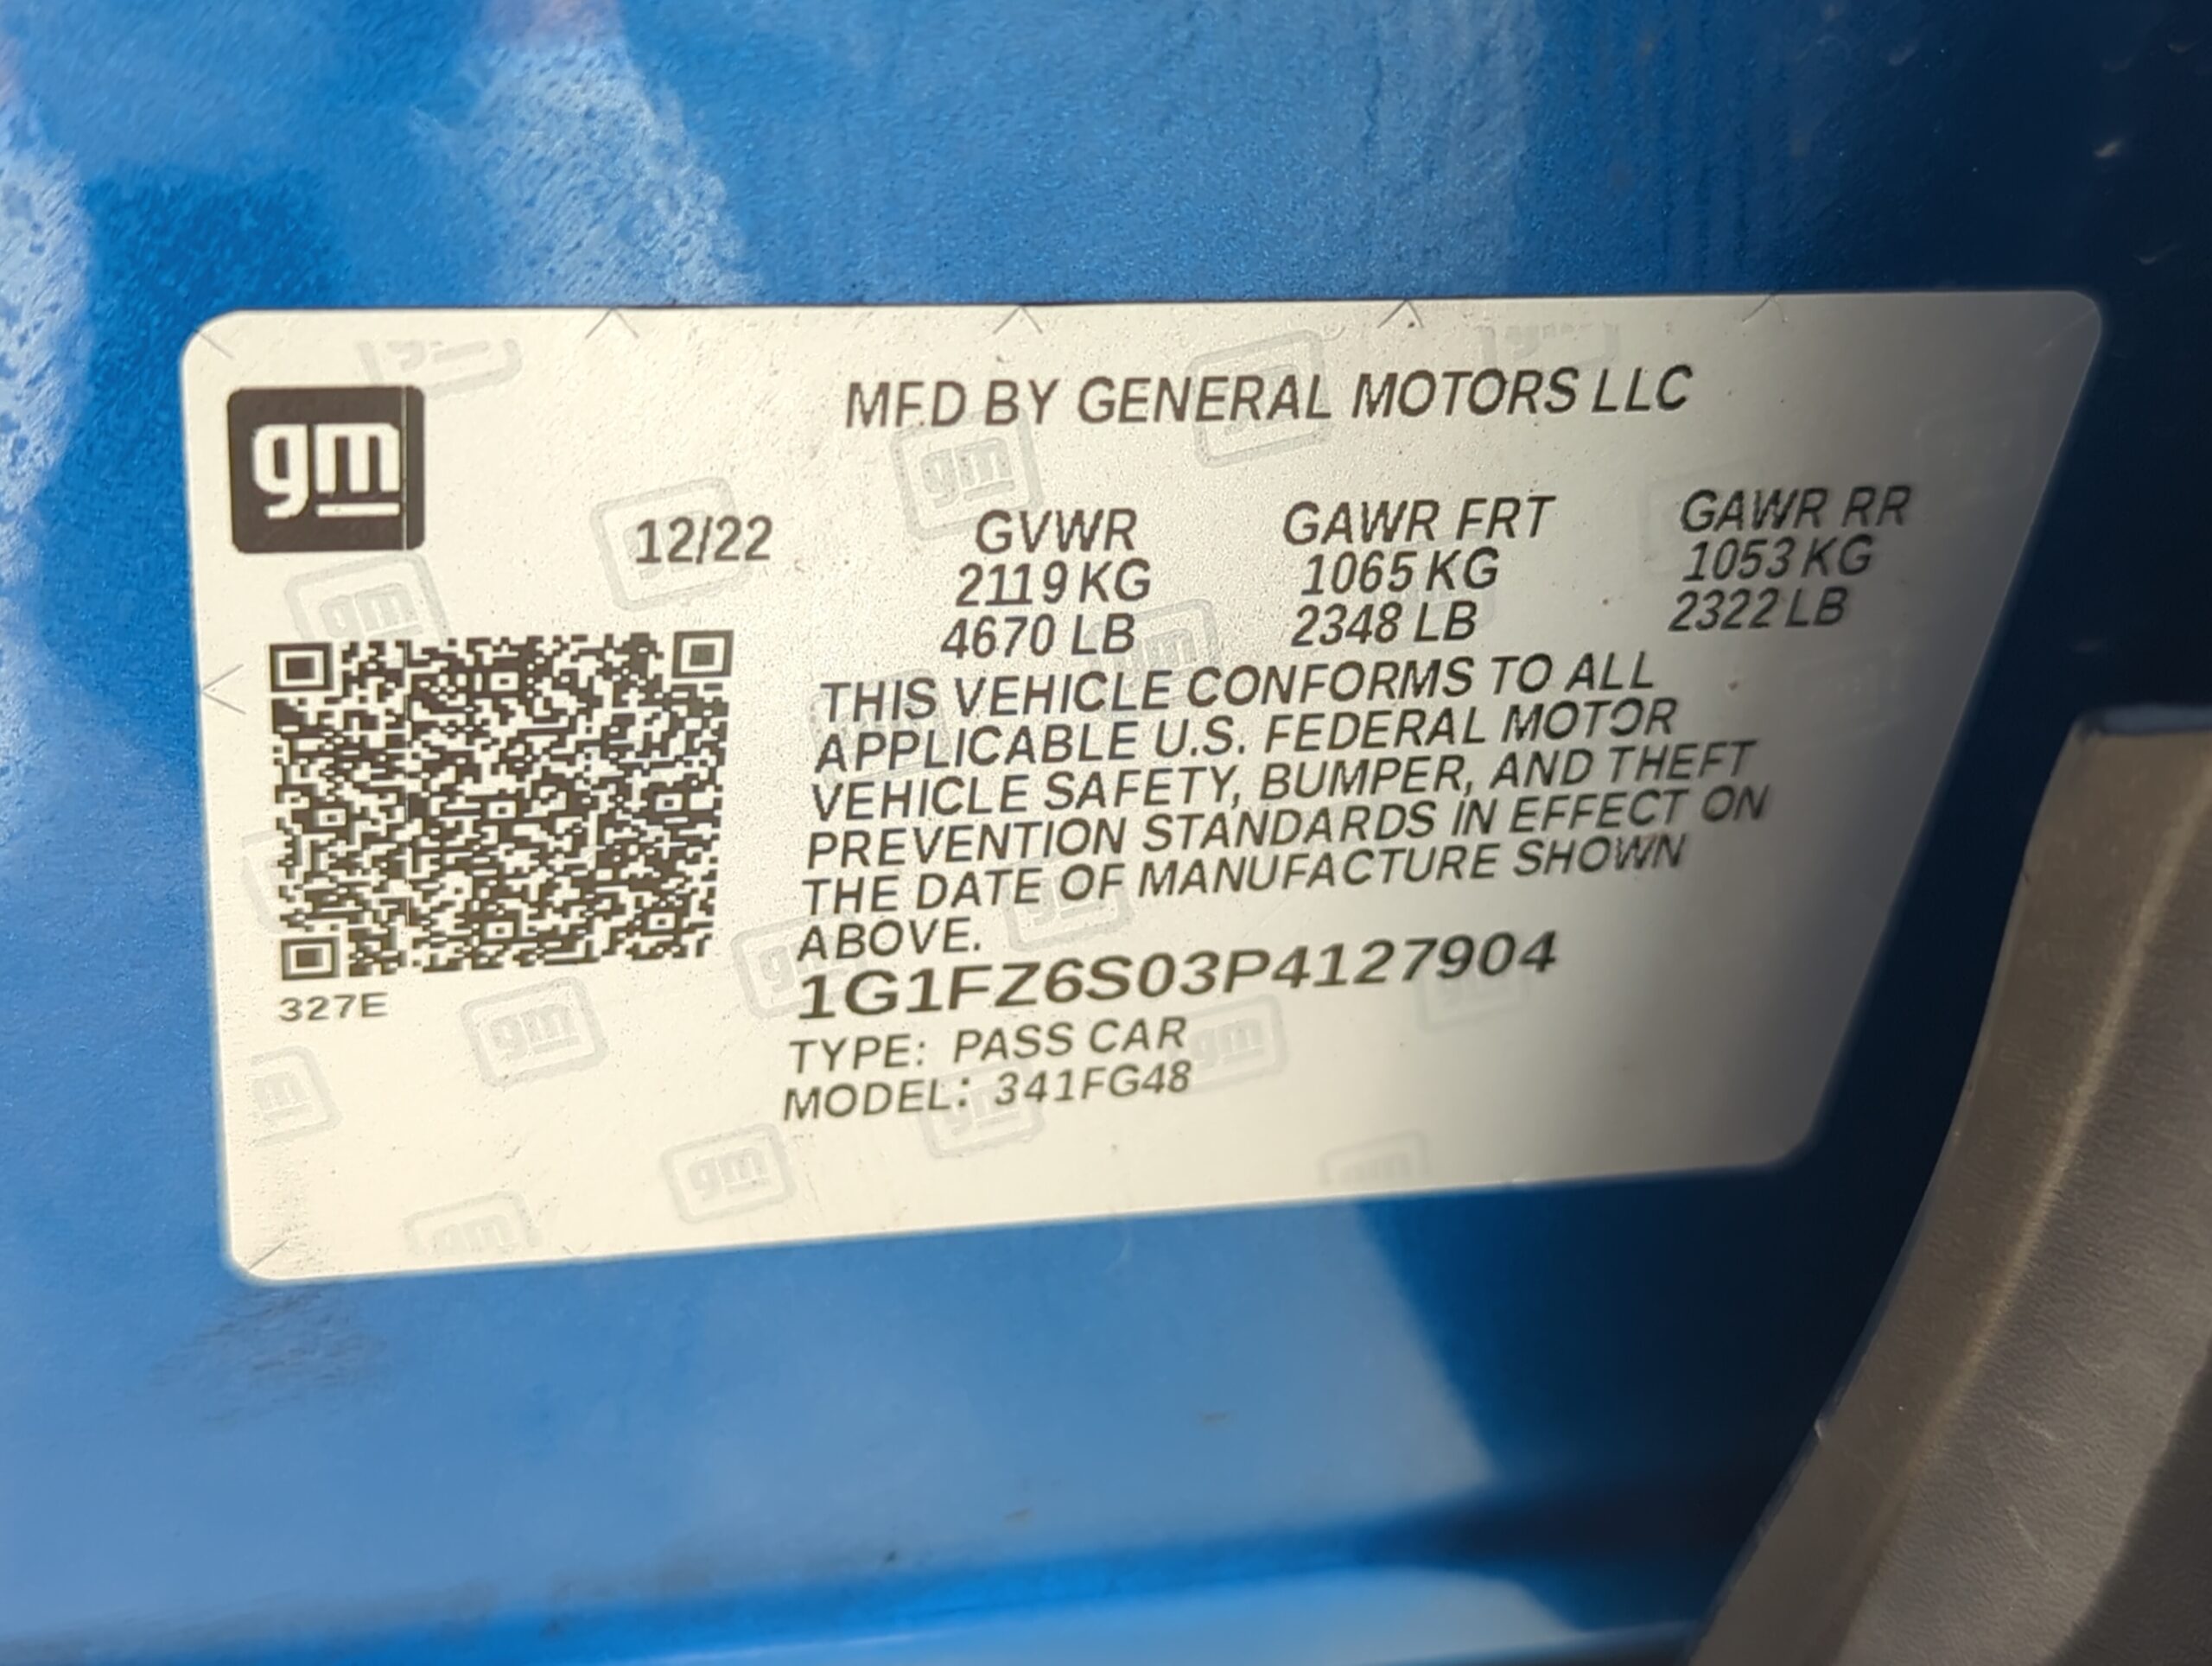 MFD BY GENERAL MOTORS LLC
gm
12/22 GVWR GAWR FRT GAWR RR
2119 KG 1065 KG 1053 KG
4670 LB 2348 LB 2322 LB
THIS VEHICLE CONFORMS TO ALL
APPLICABLE U.S. FEDERAL MOTOR
VEHICLE SAFETY, BUMPER, AND THEFT
PREVENTION STANDARDS IN EFFECT ON
THE DATE OF MANUFACTURE SHOWN
ABOVE.
1G1FZ6S03P4127904
327E
TYPE: PASS CAR
MODEL: 341FG48